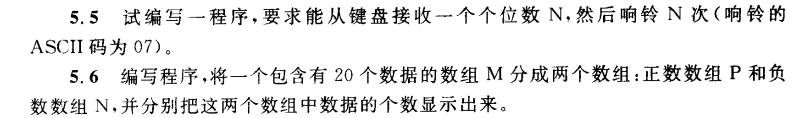 5.5 试编写一程序,要求能从键盘接收一个个位数 N,然后响铃 N 次(响铃的
ASCII 码为 07)。
5.6 编写程序,将一个包含有 20 个数据的数组 M 分成两个数组:正数数组 P 和负
数数组 N,并分别把这两个数组中数据的个数显示出来。